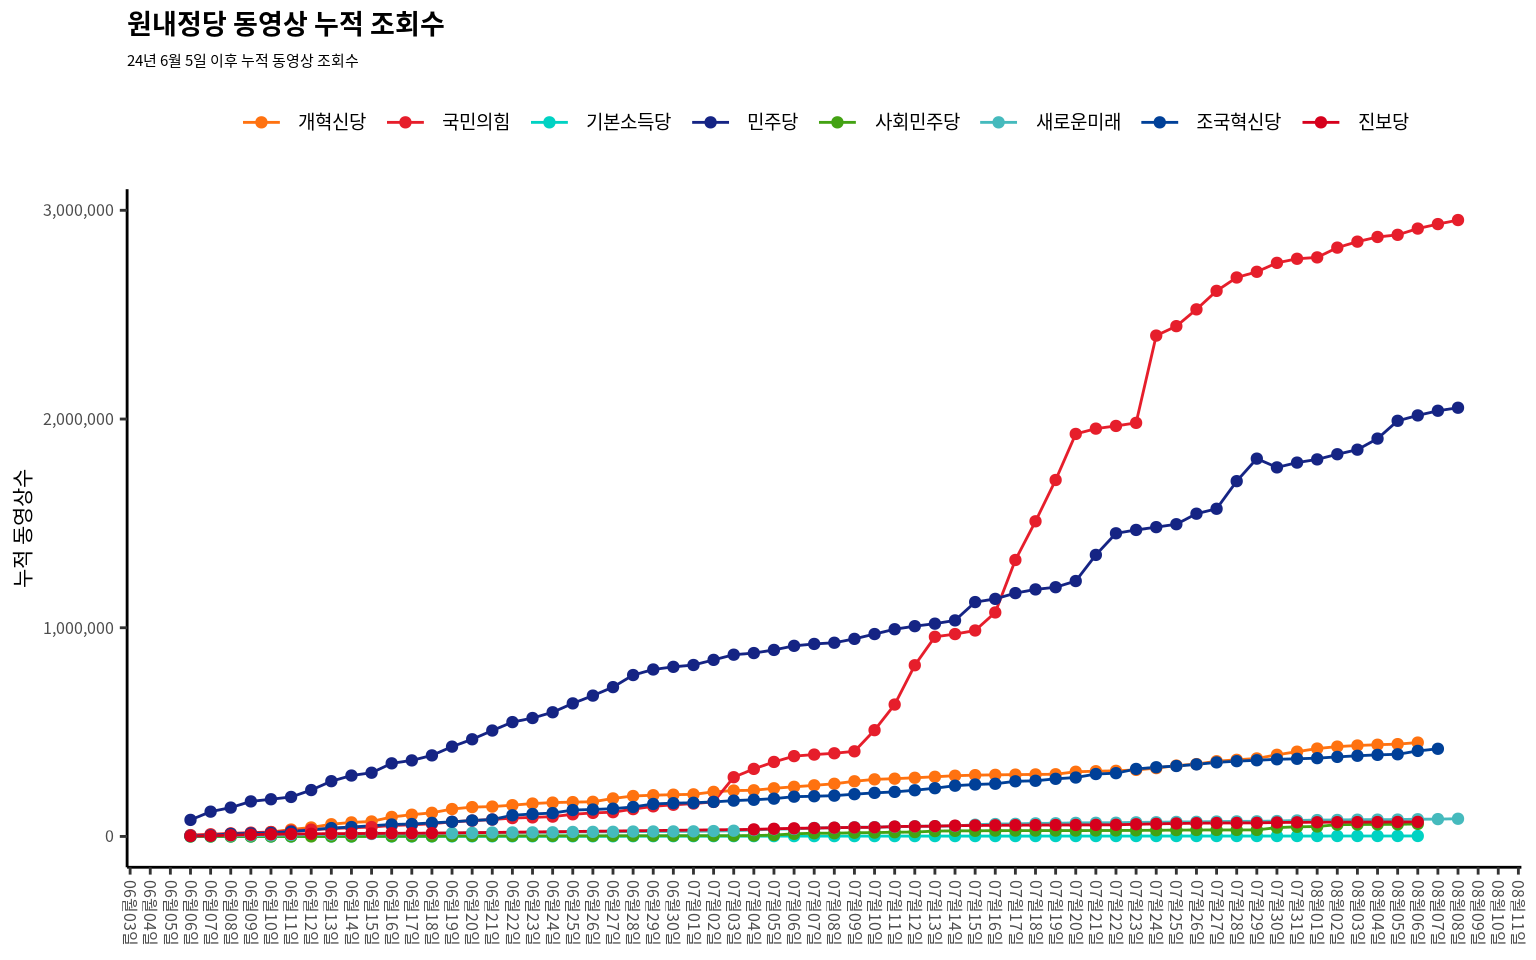 원내정당 동영상 누적 조회수
24년 6월 5일 이후 누적 동영상 조회수
개혁신당 국민의힘 기본소득당 민주당 사회민주당 새로운미래 조국혁신당 진보당
누적 동영상수
3,000,000
2,000,000
1,000,000
0
06월03일
06월04일
06월05일
06월06일
06월07일
06월08일
06월09일
06월10일
06월11일
06월12일
06월13일
06월14일
06월15일
06월16일
06월17일
06월18일
06월19일
06월20일
06월21일
06월22일
06월23일
06월24일
06월25일
06월26일
06월27일
06월28일
06월29일
06월30일
07월01일
07월02일
07월03일
07월04일
07월05일
07월06일
07월07일
07월08일
07월09일
07월10일
07월11일
07월12일
07월13일
07월14일
07월15일
07월16일
07월17일
07월18일
07월19일
07월20일
07월21일
07월22일
07월23일
07월24일
07월25일
07월26일
07월27일
07월28일
07월29일
07월30일
07월31일
08월01일
08월02일
08월03일
08월04일
08월05일
08월06일
08월07일
08월08일
08월09일
08월10일
08월11일